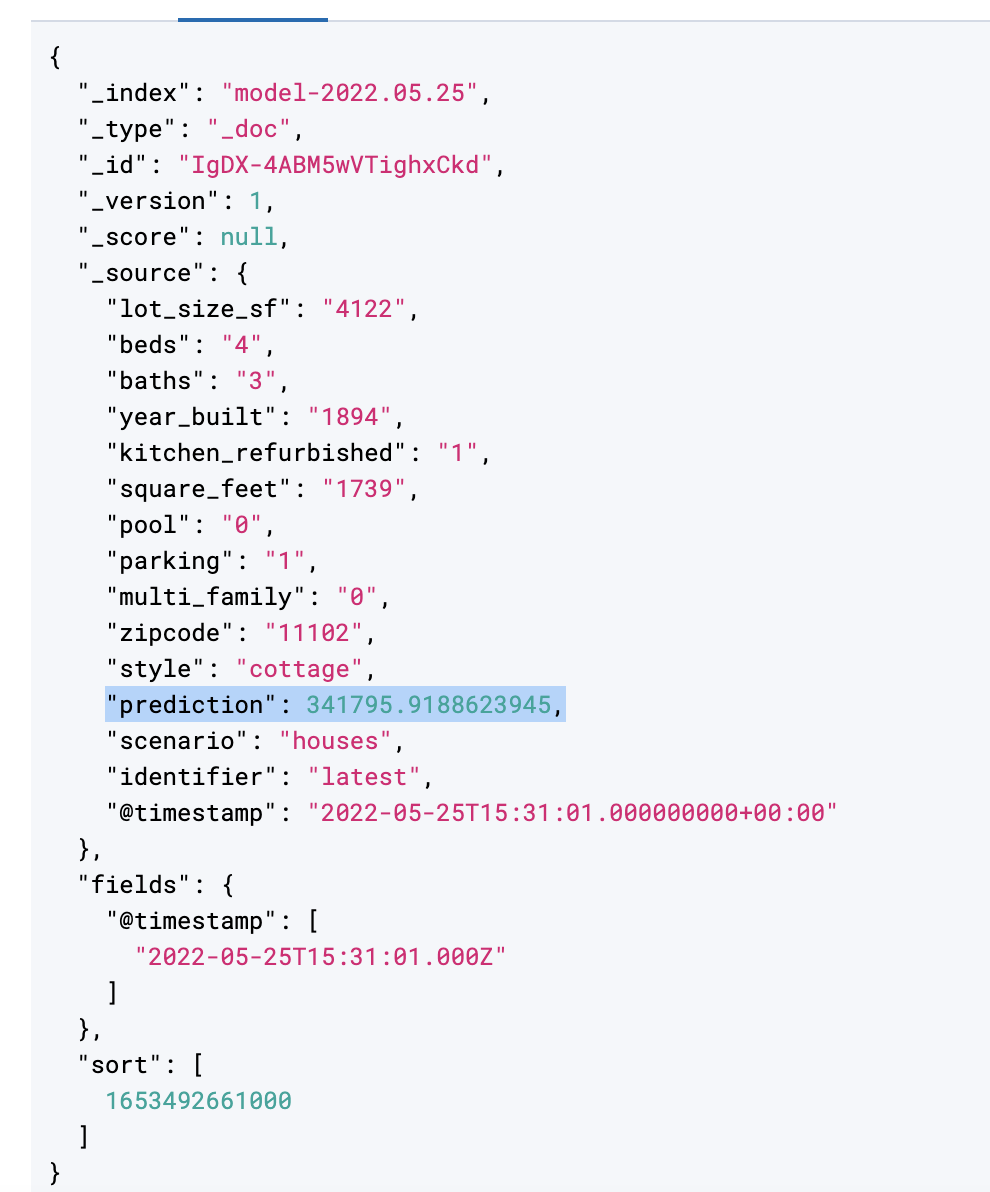 {
  "_index": "model-2022.05.25",
  "_type": "_doc",
  "_id": "IgDX-4ABM5wVTighxCkd",
  "_version": 1,
  "_score": null,
  "_source": {
    "lot_size_sf": "4122",
    "beds": "4",
    "baths": "3",
    "year_built": "1894",
    "kitchen_refurbished": "1",
    "square_feet": "1739",
    "pool": "0",
    "parking": "1",
    "multi_family": "0",
    "zipcode": "11102",
    "style": "cottage",
    "prediction": 341795.9188623945,
    "scenario": "houses",
    "identifier": "latest",
    "@timestamp": "2022-05-25T15:31:01.000000000+00:00"
  },
  "fields": {
    "@timestamp": [
      "2022-05-25T15:31:01.000Z"
    ]
  },
  "sort": [
    1653492661000
  ]
}